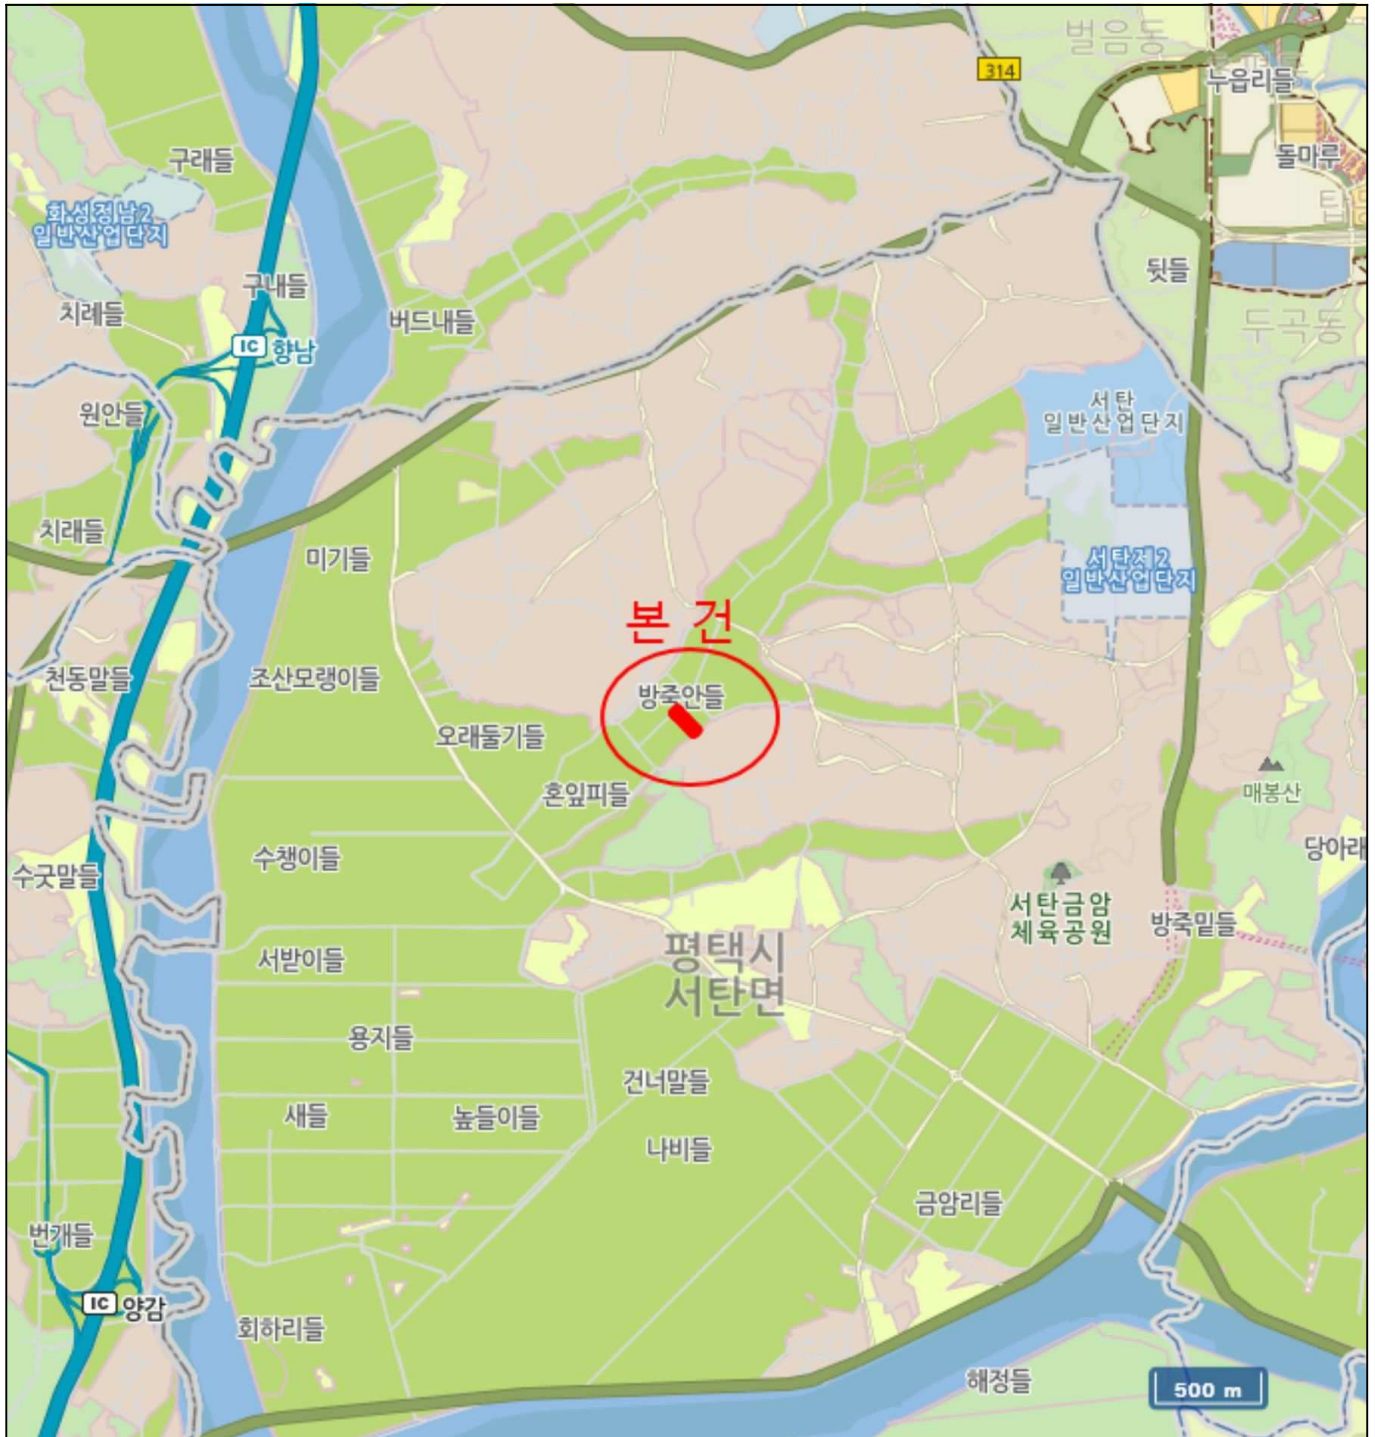 벌음동
314
누읍리들
구래들
돌마루
화성정남2
일반산업단지
구내들
뒷들
치례들
버드내들
두곡동
IC 향남
원안들
서탄
일반산업단지
치래들
미기들
서탄제2
일반산업단지
본 건
천동말들
조산모랭이들
방죽안들
오래둘기들
혼잎피들
매봉산
수챙이들
당아래
수굿말들
서탄금암
체육공원
방죽밑들
평택시
서탄면
서받이들
용지들
건너말들
새들
높들이들
나비들
금암리들
번개들
IC 양감
회하리들
해정들
500 m